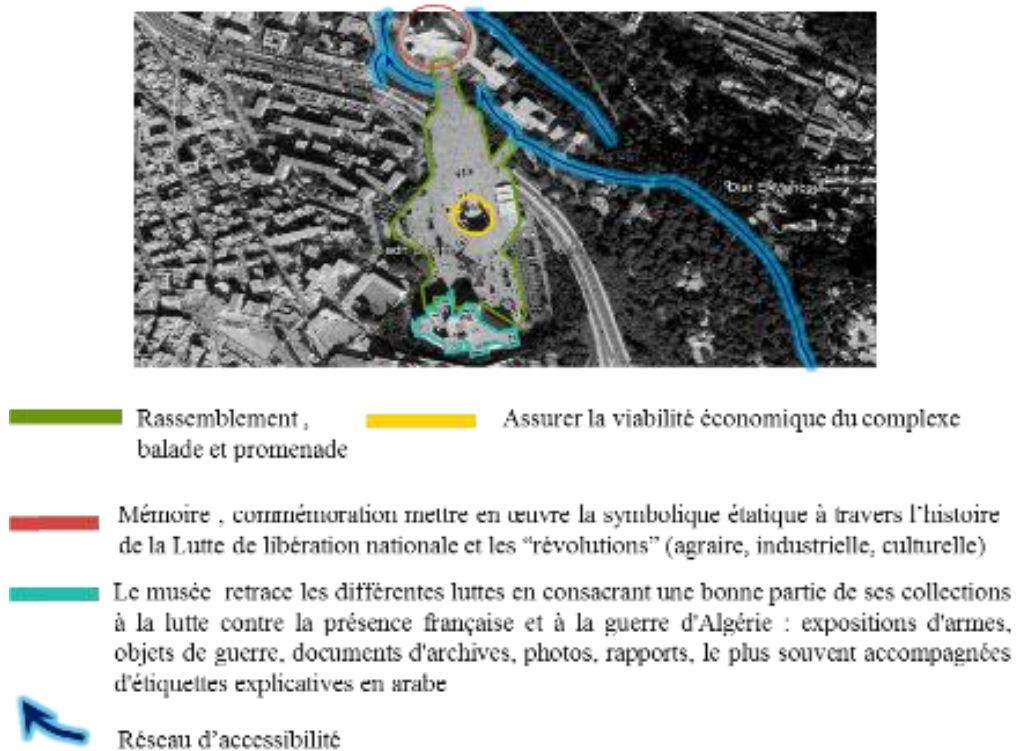 Rassemblement , balade et promenade
Assurer la viabilité économique du complexe
Mémoire , commémoration mettre en œuvre la symbolique étatique à travers l’histoire
de la Lutte de libération nationale et les “révolutions” (agraire, industrielle, culturelle)
Le musée retrace les différentes luttes en consacrant une bonne partie de ses collections
à la lutte contre la présence française et à la guerre d'Algérie : expositions d'armes,
objets de guerre, documents d'archives, photos, rapports, le plus souvent accompagnées
d'étiquettes explicatives en arabe
Réseau d’accessibilité